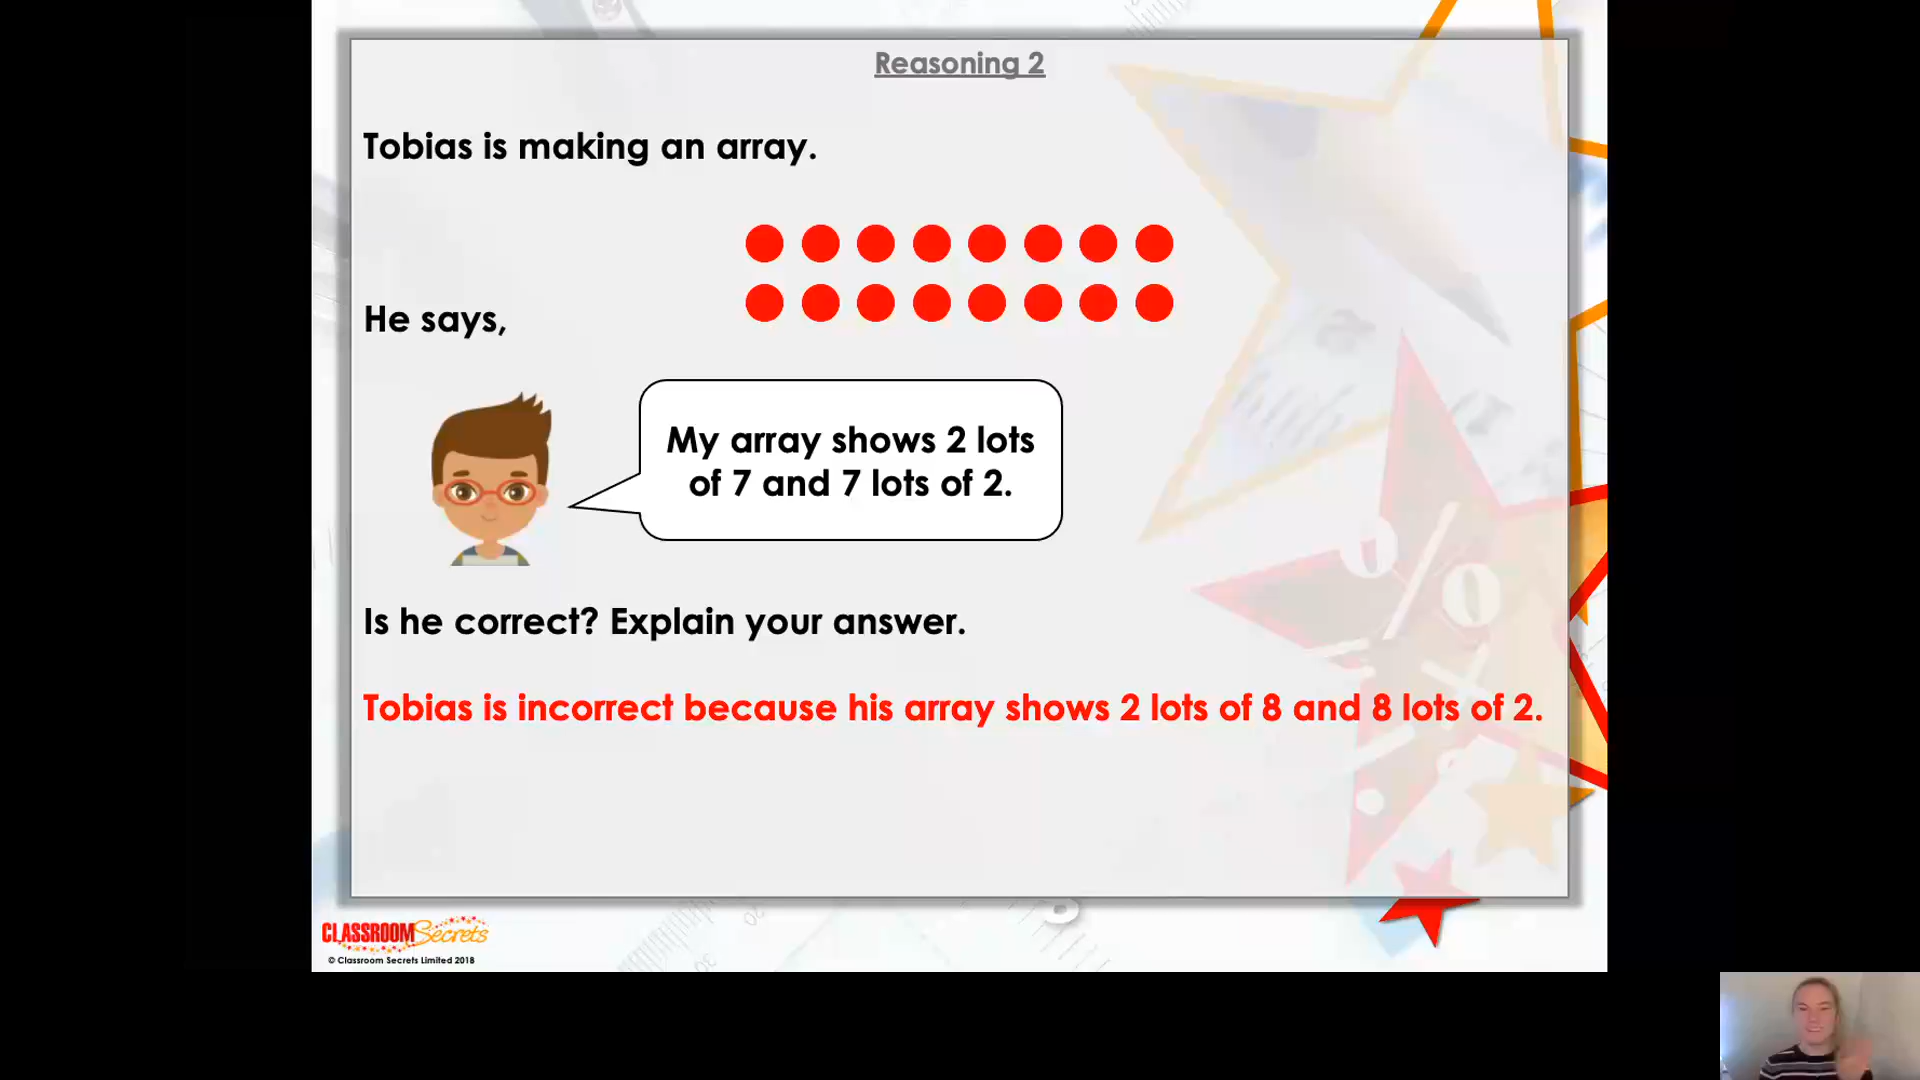 Reasoning 2
Tobias is making an array.
He says,
My array shows 2 lots
of 7 and 7 lots of 2.
Is he correct? Explain your answer.
Tobias is incorrect because his array shows 2 lots of 8 and 8 lots of 2.
CLASSROOM Secrets
© Classroom Secrets Limited 2018